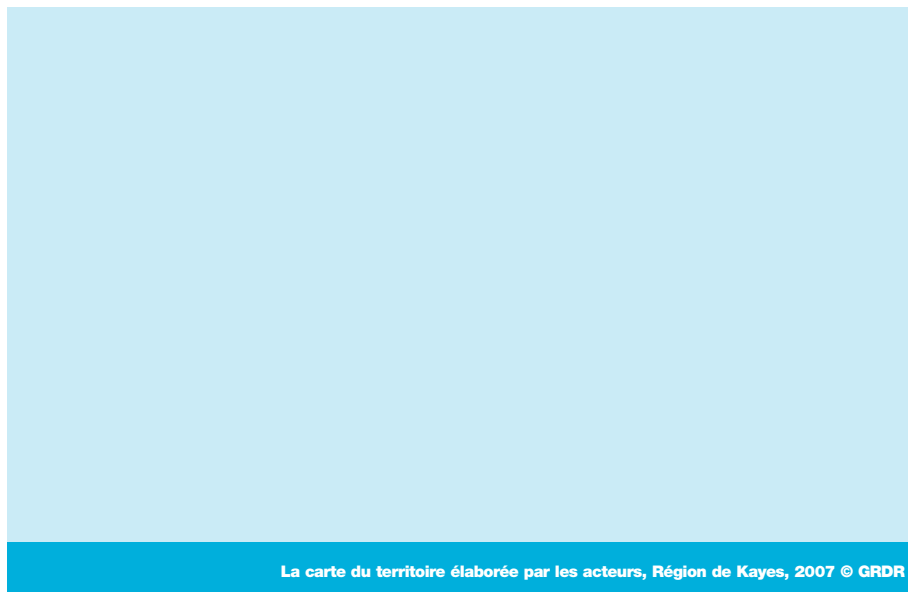 La carte du territoire élaborée par les acteurs, Région de Kayes, 2007 © GRDR